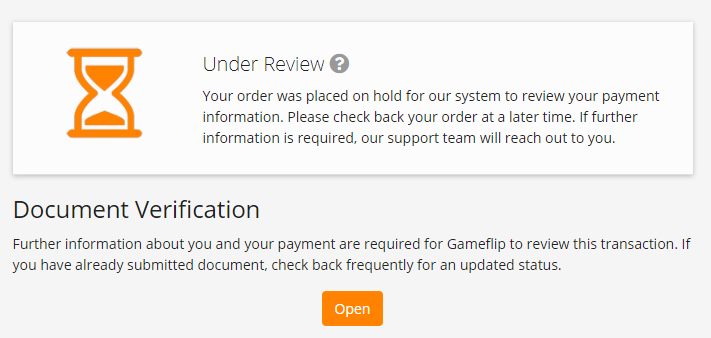 Under Review ?
Your order was placed on hold for our system to review your payment
information. Please check back your order at a later time. If further
information is required, our support team will reach out to you.
Document Verification
Further information about you and your payment are required for Gameflip to review this transaction. If
you have already submitted document, check back frequently for an updated status.
Open